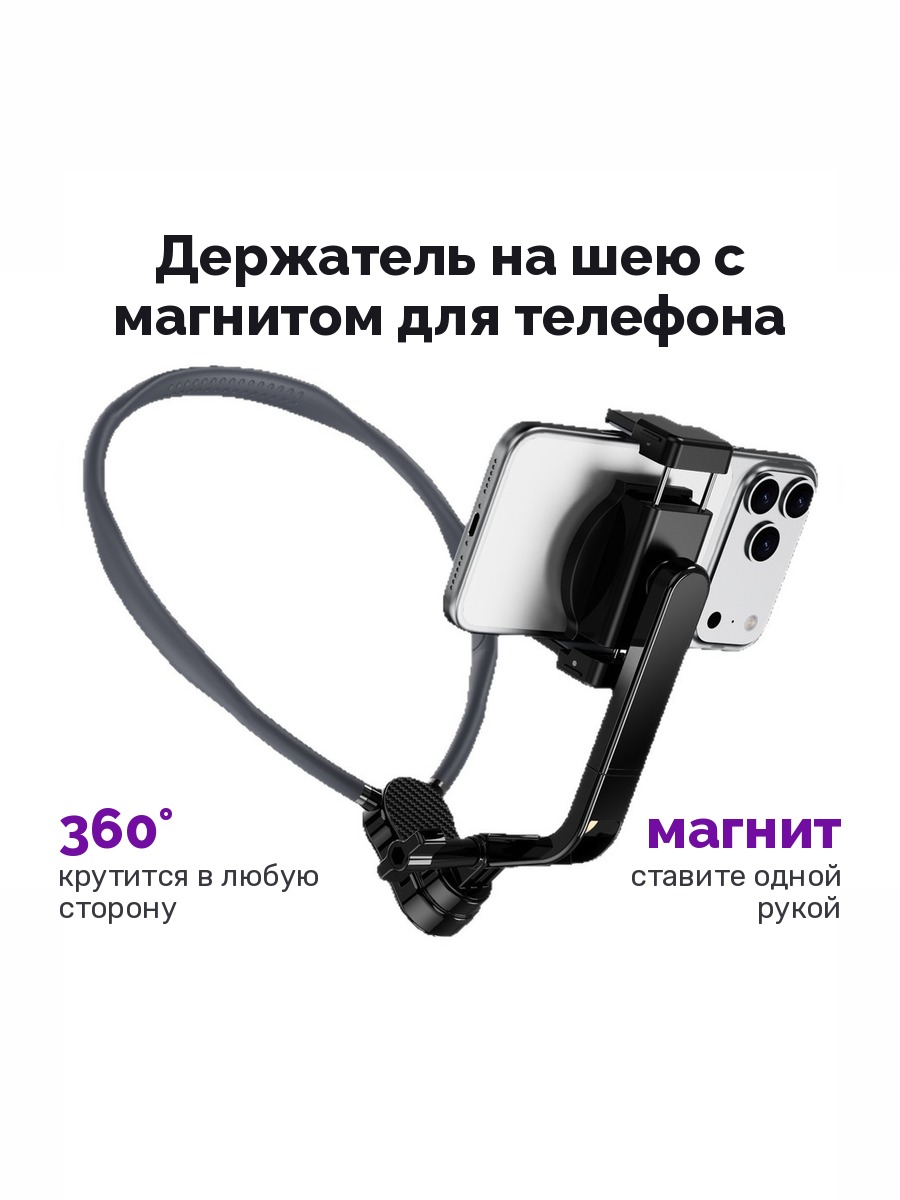 Держатель на шею с
магнитом для телефона
360°
крутится в любую
сторону
магнит
ставите одной
рукой